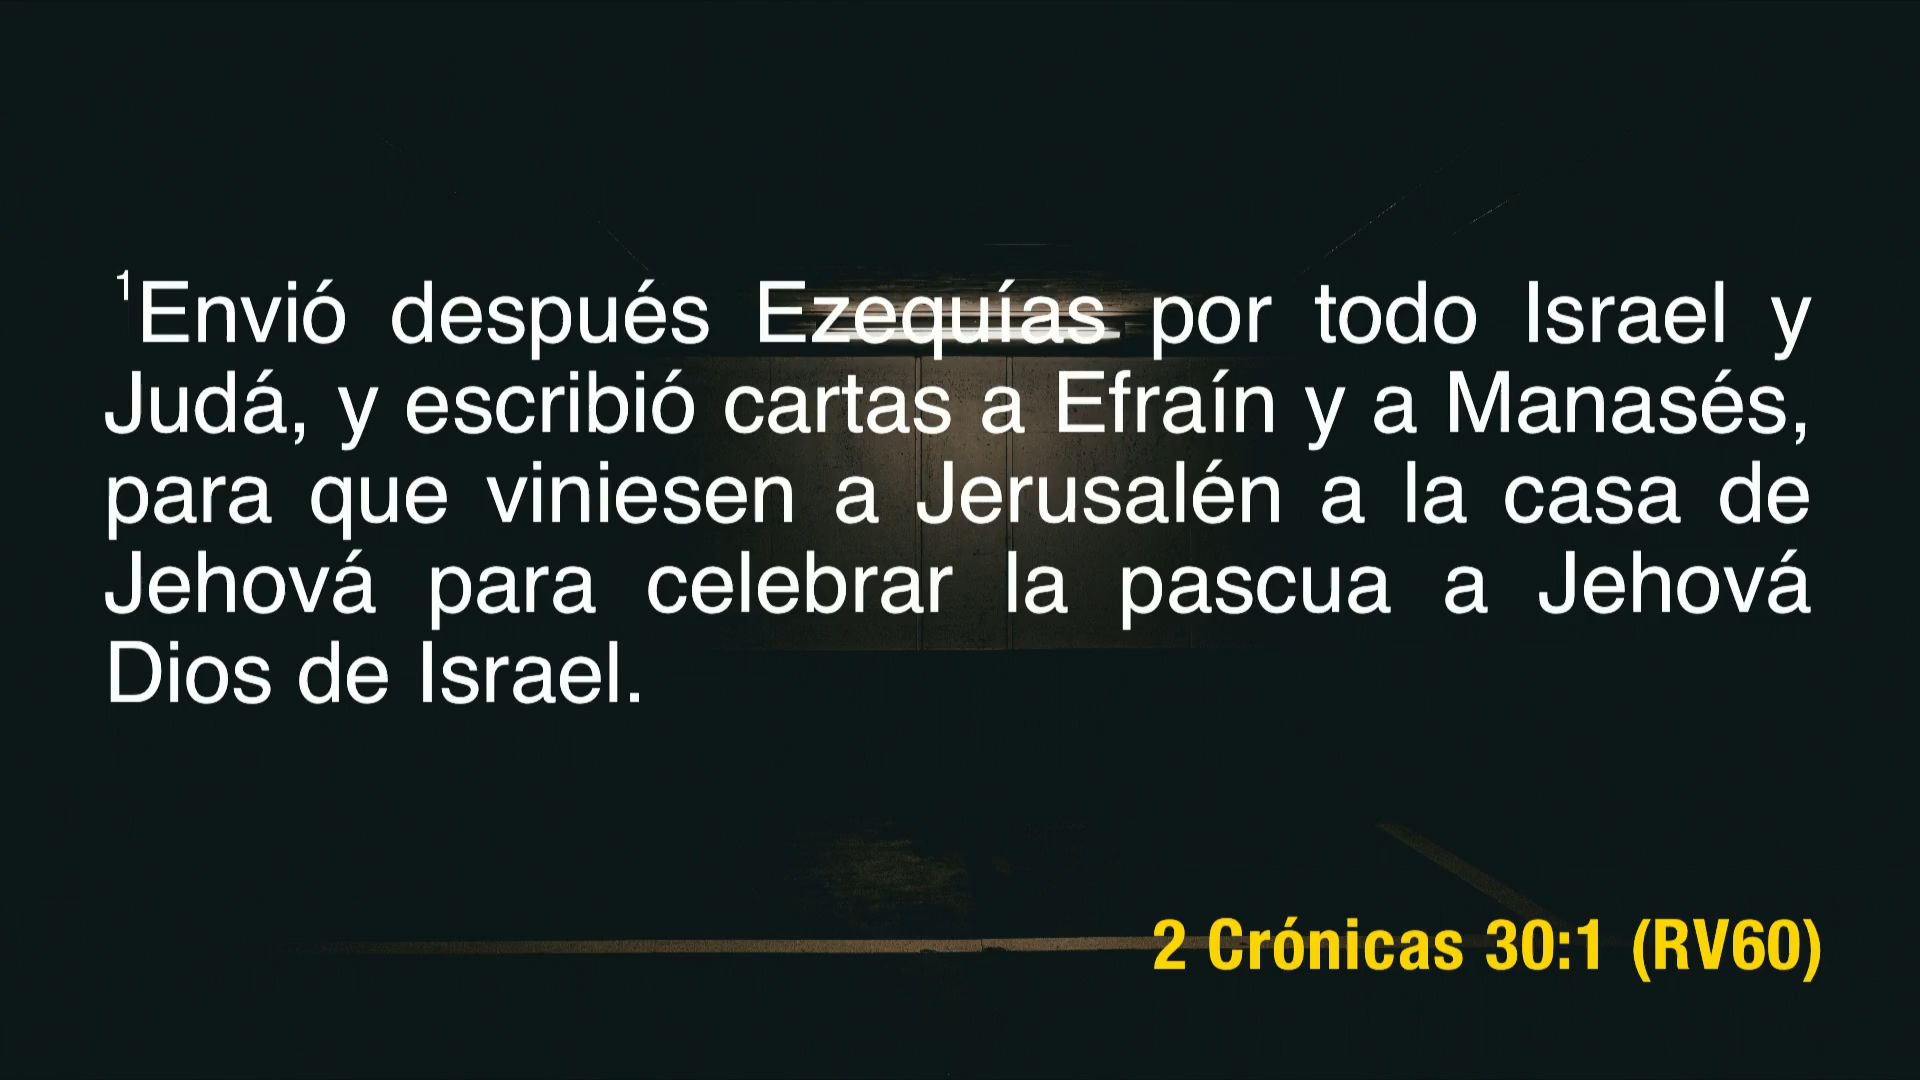 ¹Envió después Ezequías por todo Israel y
Judá, y escribió cartas a Efraín y a Manasés,
para que viniesen a Jerusalén a la casa de
Jehová para celebrar la pascua a Jehová
Dios de Israel.
2 Crónicas 30:1 (RV60)